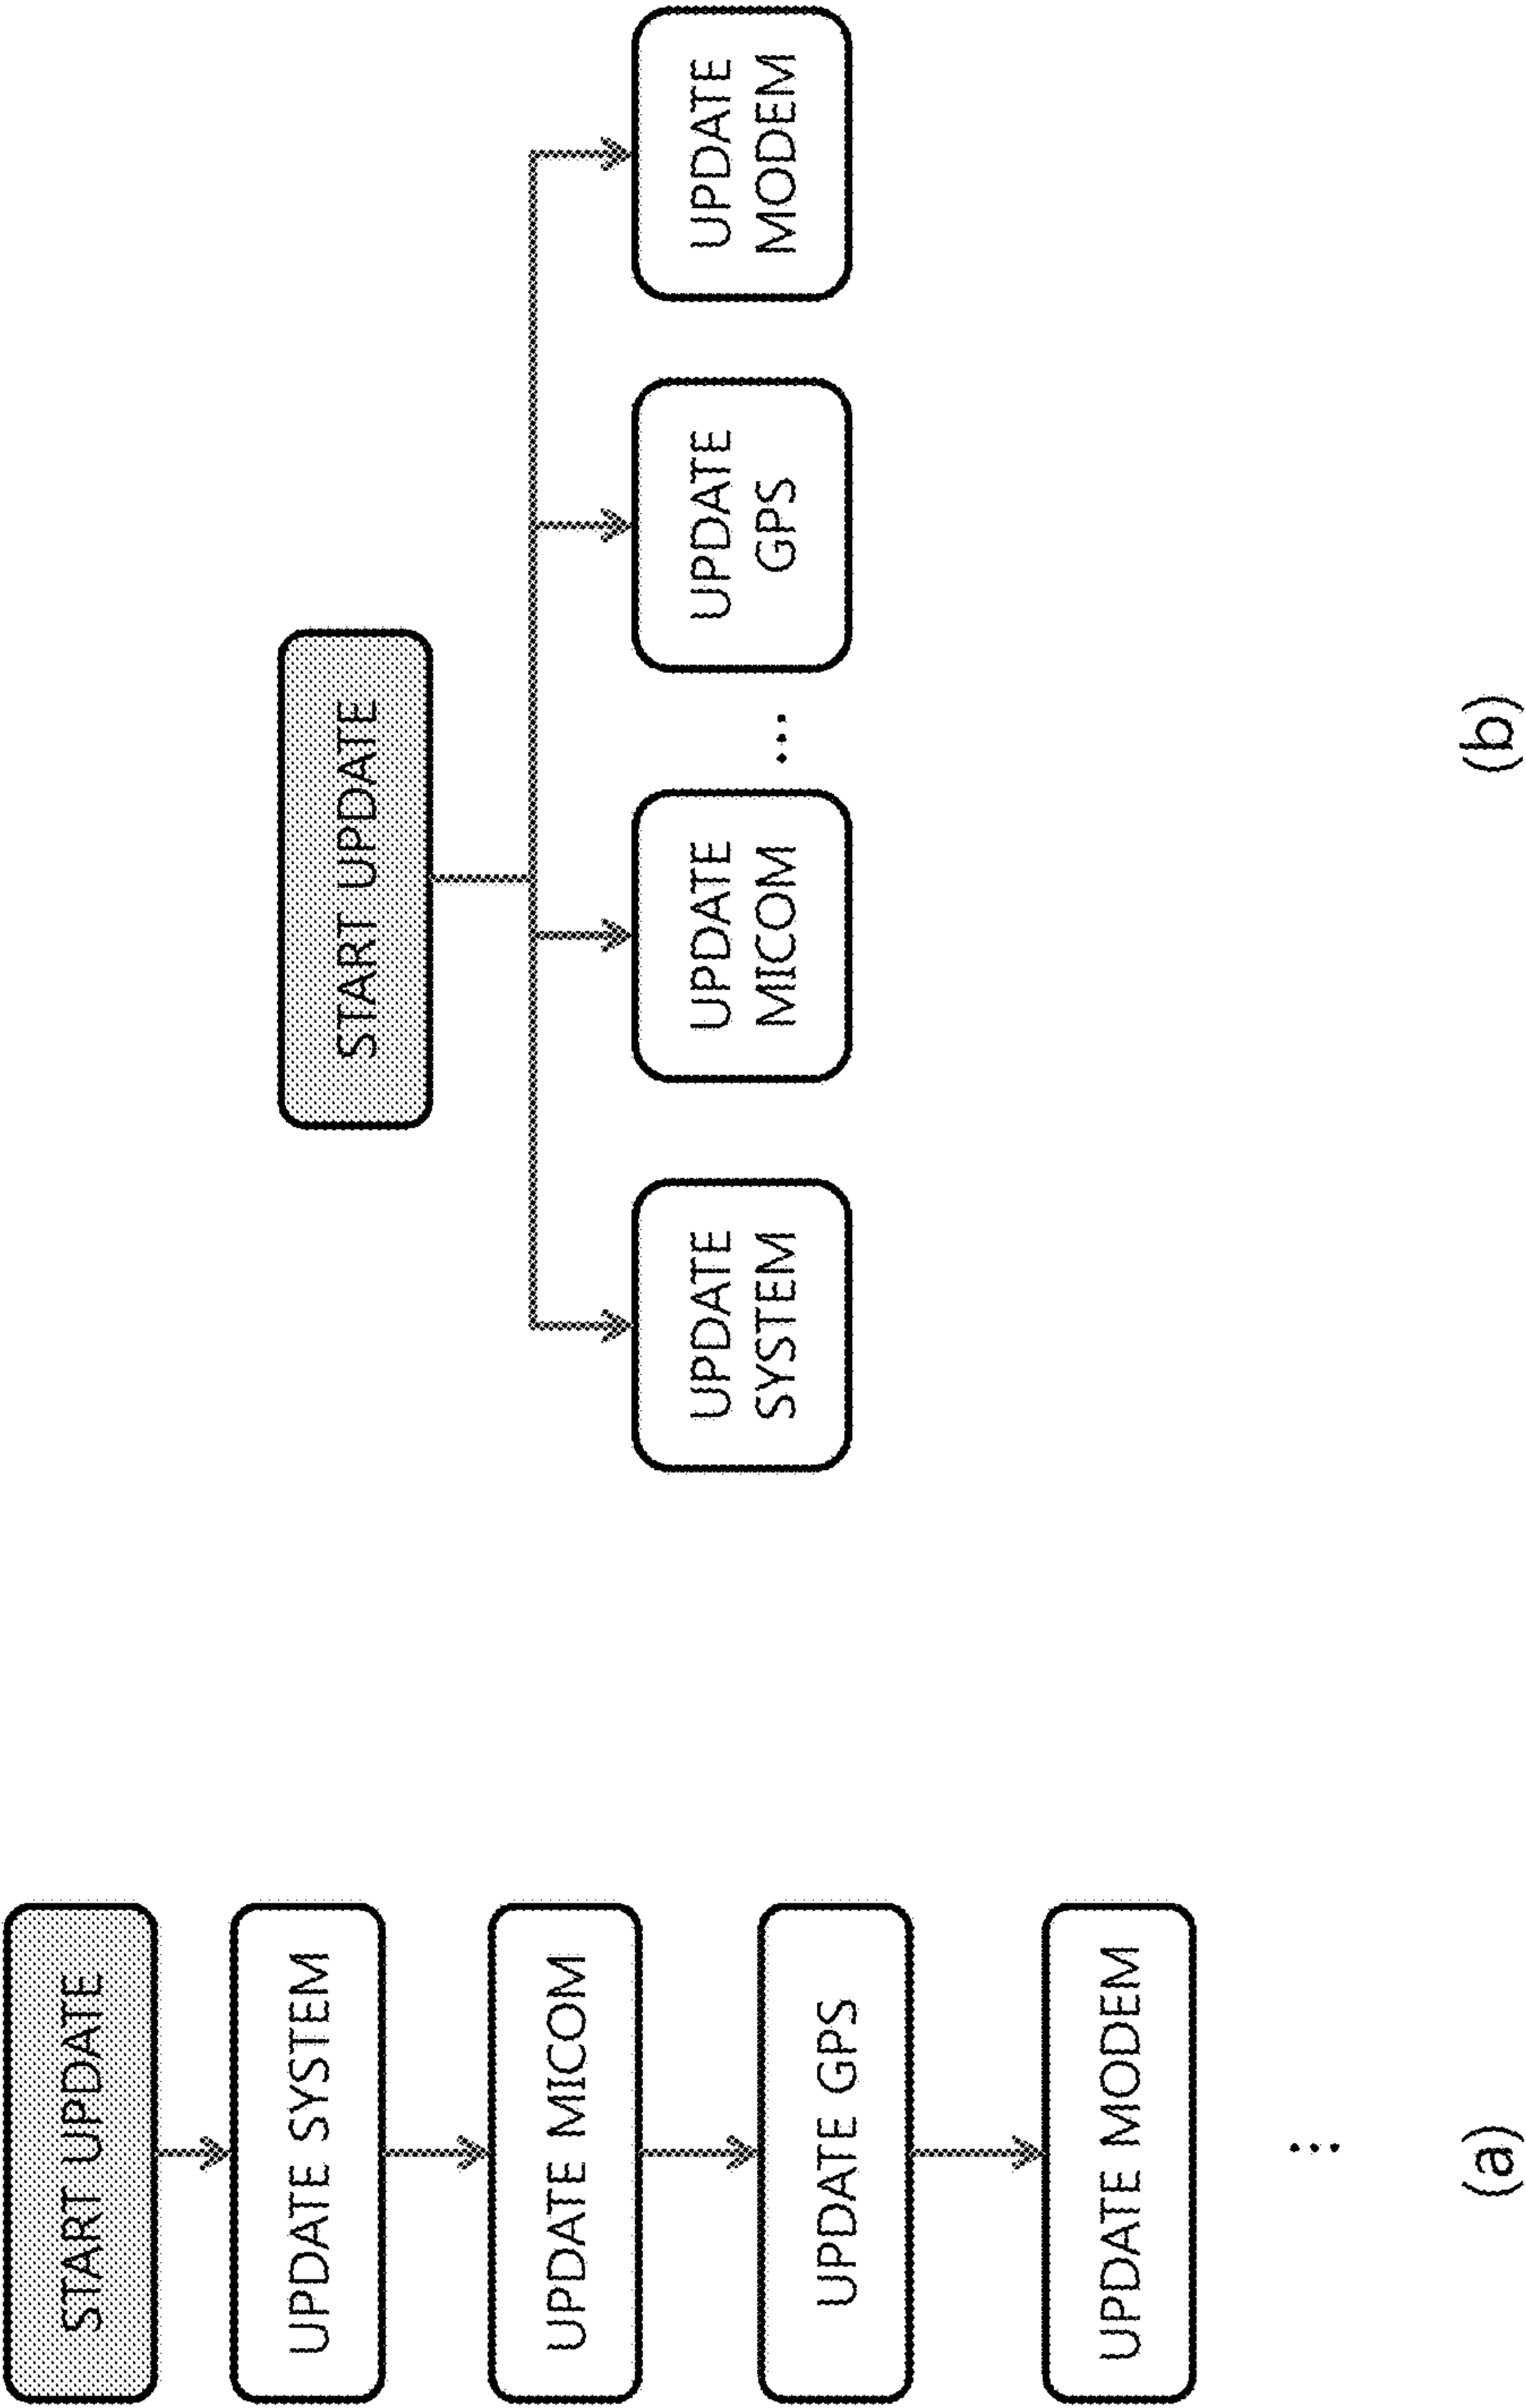 START UPDATE
UPDATE SYSTEM
UPDATE MICOM
UPDATE GPS
UPDATE MODEM
⋮
(a)
START UPDATE
UPDATE
SYSTEM
UPDATE
MICOM
...
UPDATE
GPS
UPDATE
MODEM
(b)